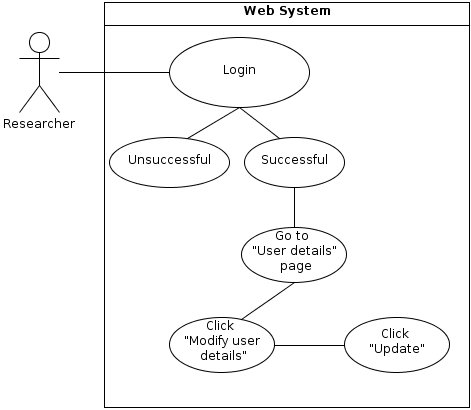 Web System
Login
Researcher
Unsuccessful
Successful
Go to
"User details"
page
Click
"Modify user
details"
Click
"Update"